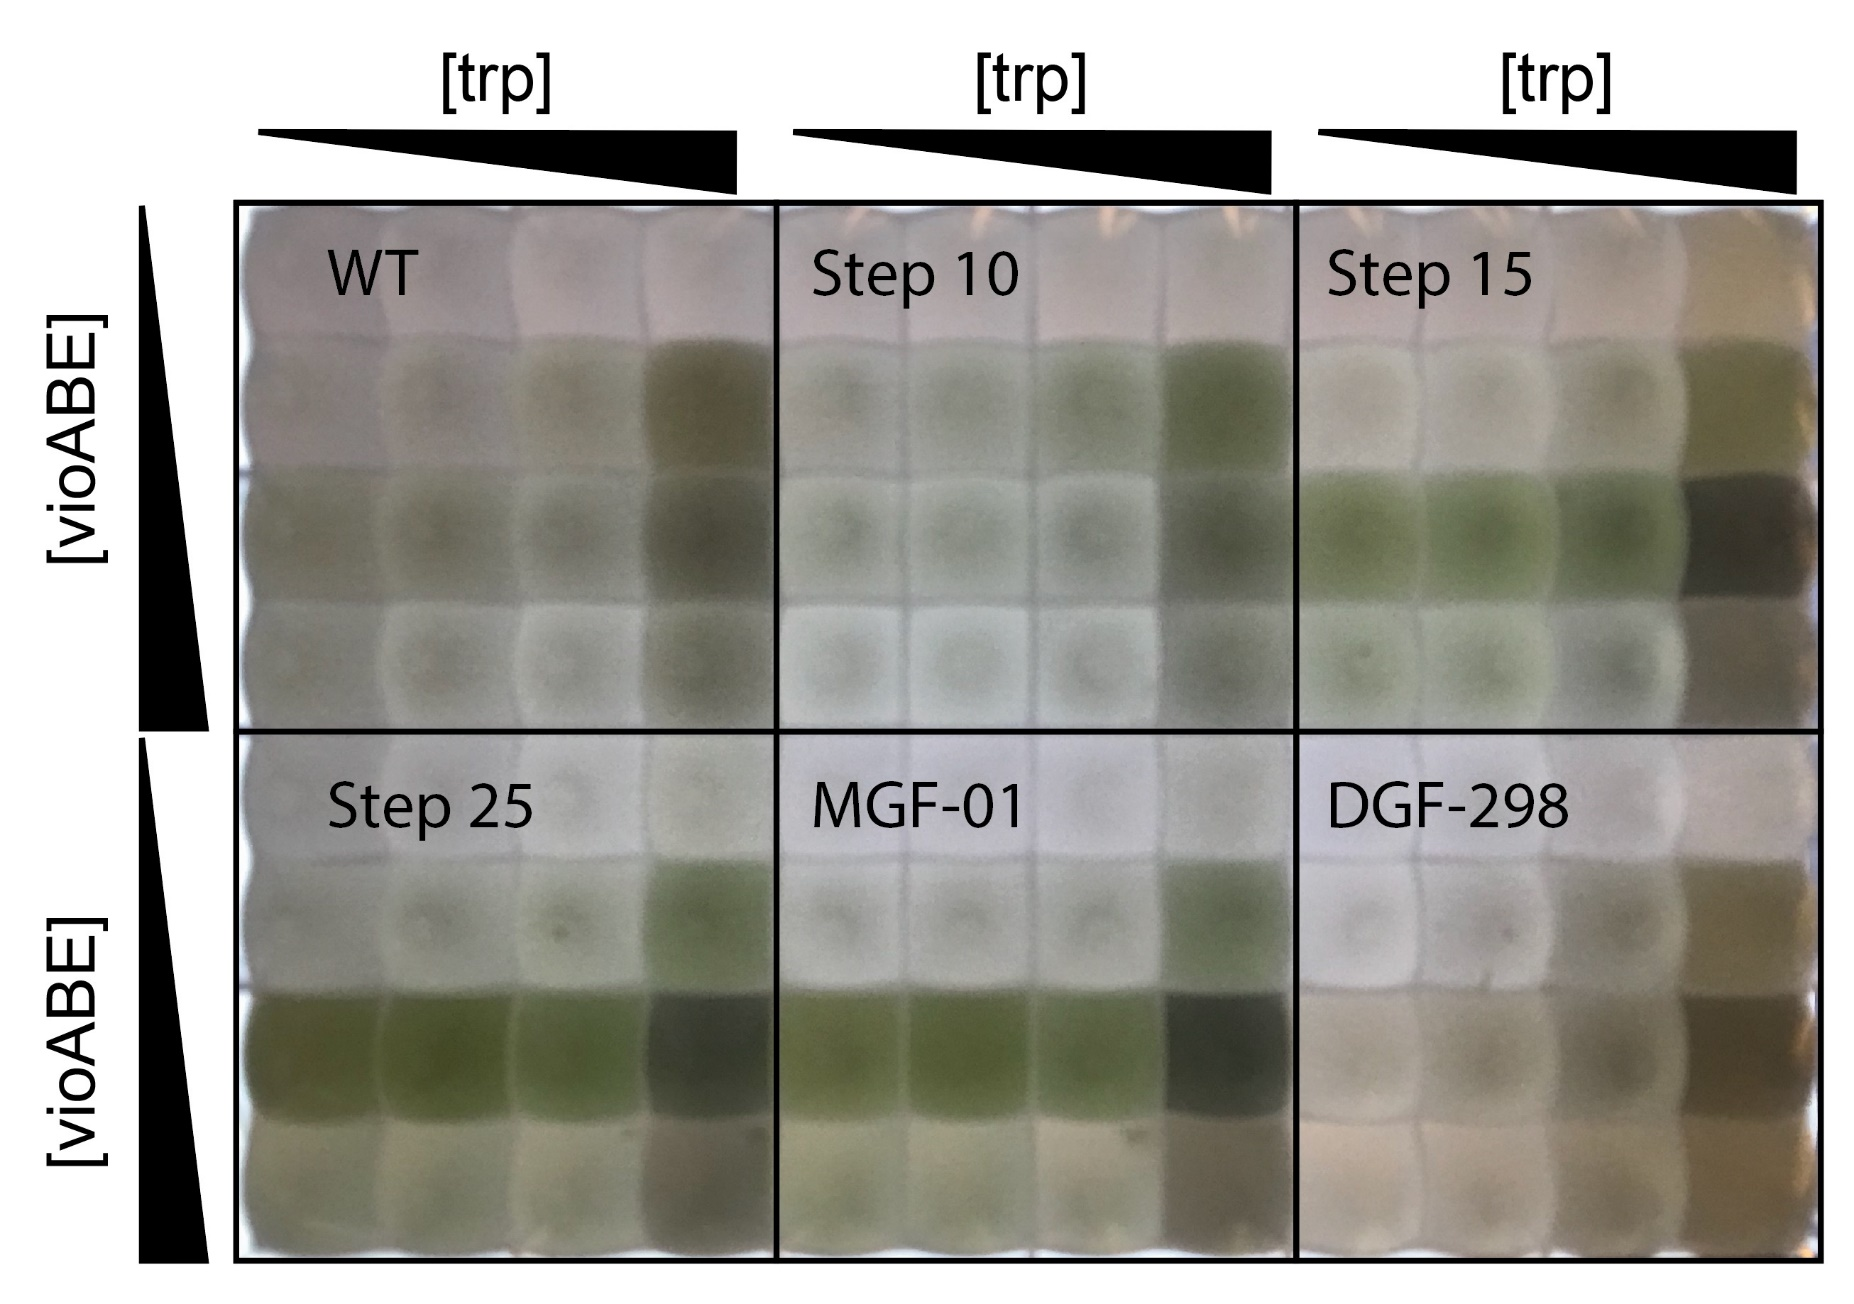 [trp] [trp] [trp]
[vioABE]
WT Step 10 Step 15
[vioABE]
Step 25 MGF-01 DGF-298